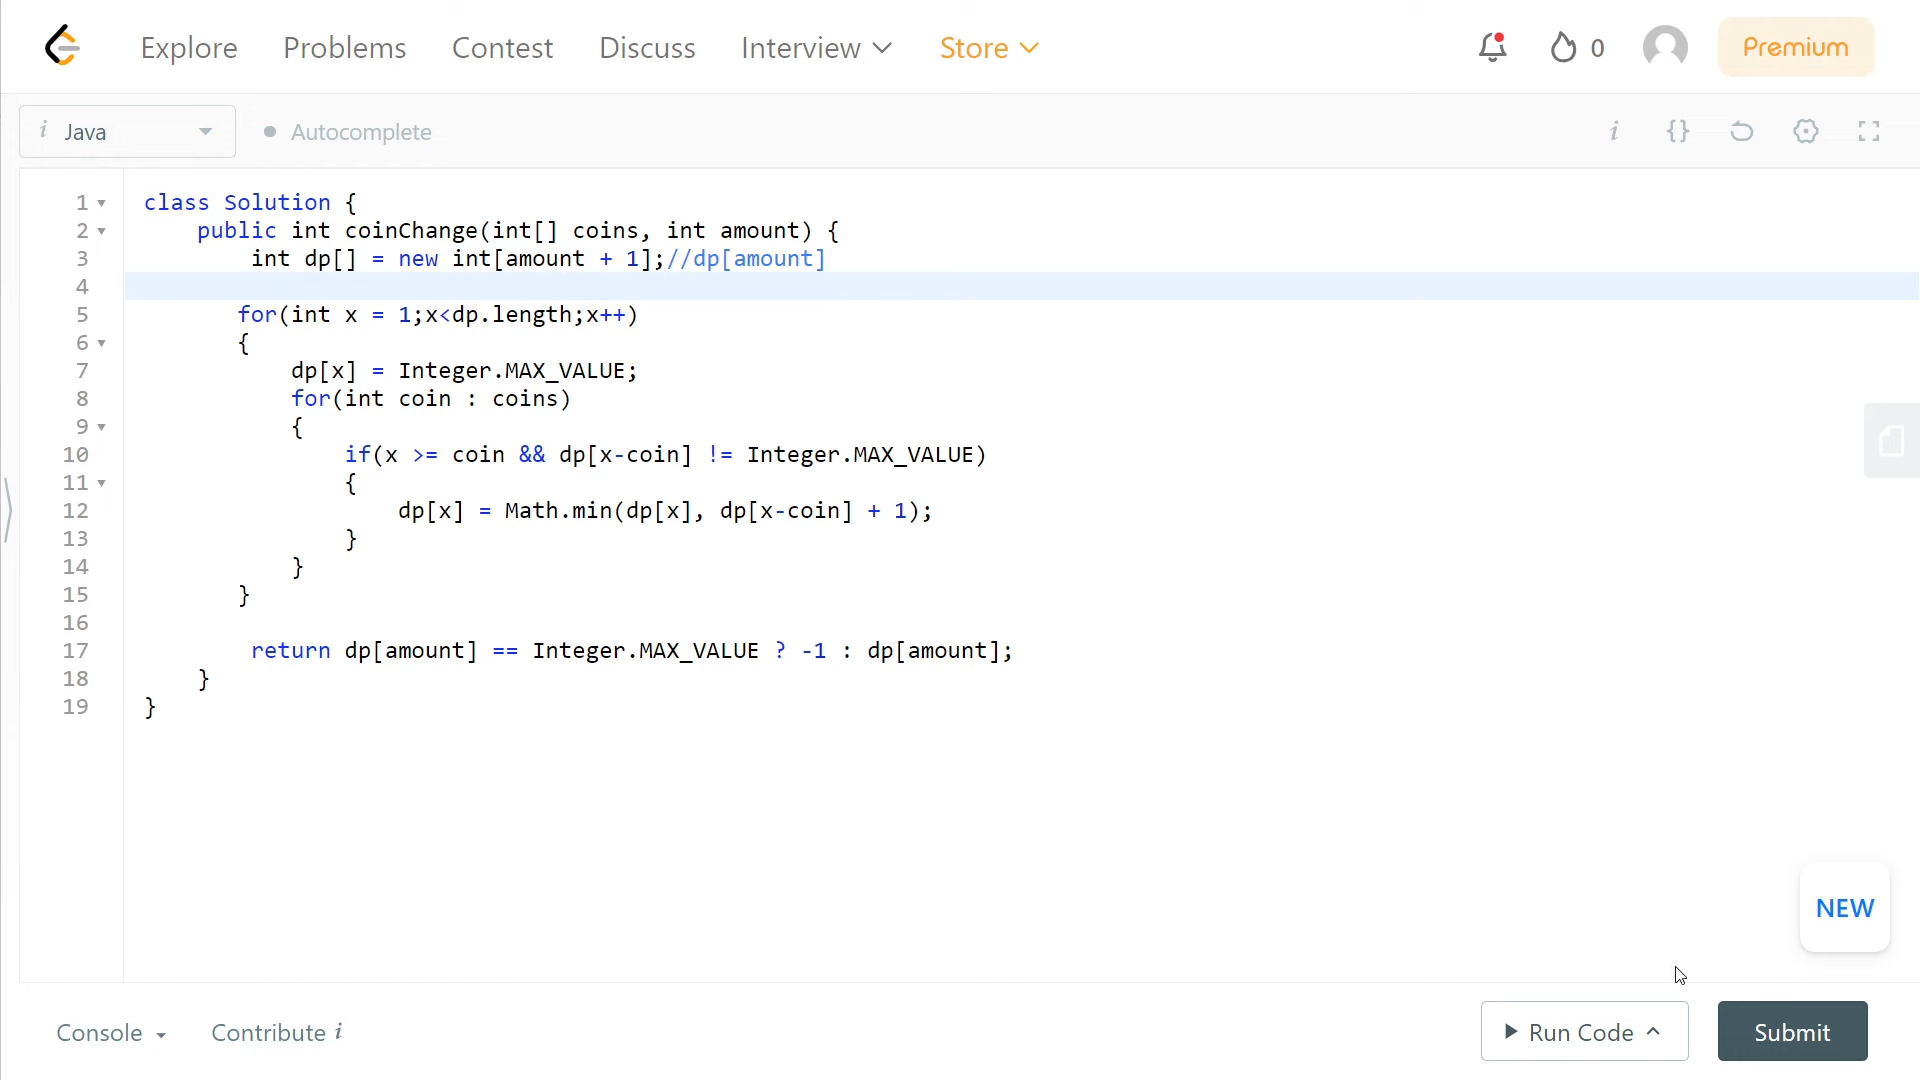 Explore Problems Contest Discuss Interview Store 0 Premium
i Java Autocomplete i {}
1 class Solution {
2 public int coinChange(int[] coins, int amount) {
3 int dp[] = new int[amount + 1];//dp[amount]
4
5 for(int x = 1;x<dp.length;x++)
6 {
7 dp[x] = Integer.MAX_VALUE;
8 for(int coin : coins)
9 {
10 if(x >= coin && dp[x-coin] != Integer.MAX_VALUE)
11 {
12 dp[x] = Math.min(dp[x], dp[x-coin] + 1);
13 }
14 }
15 }
16
17 return dp[amount] == Integer.MAX_VALUE ? -1 : dp[amount];
18 }
19 }
NEW
Console Contribute i Run Code Submit